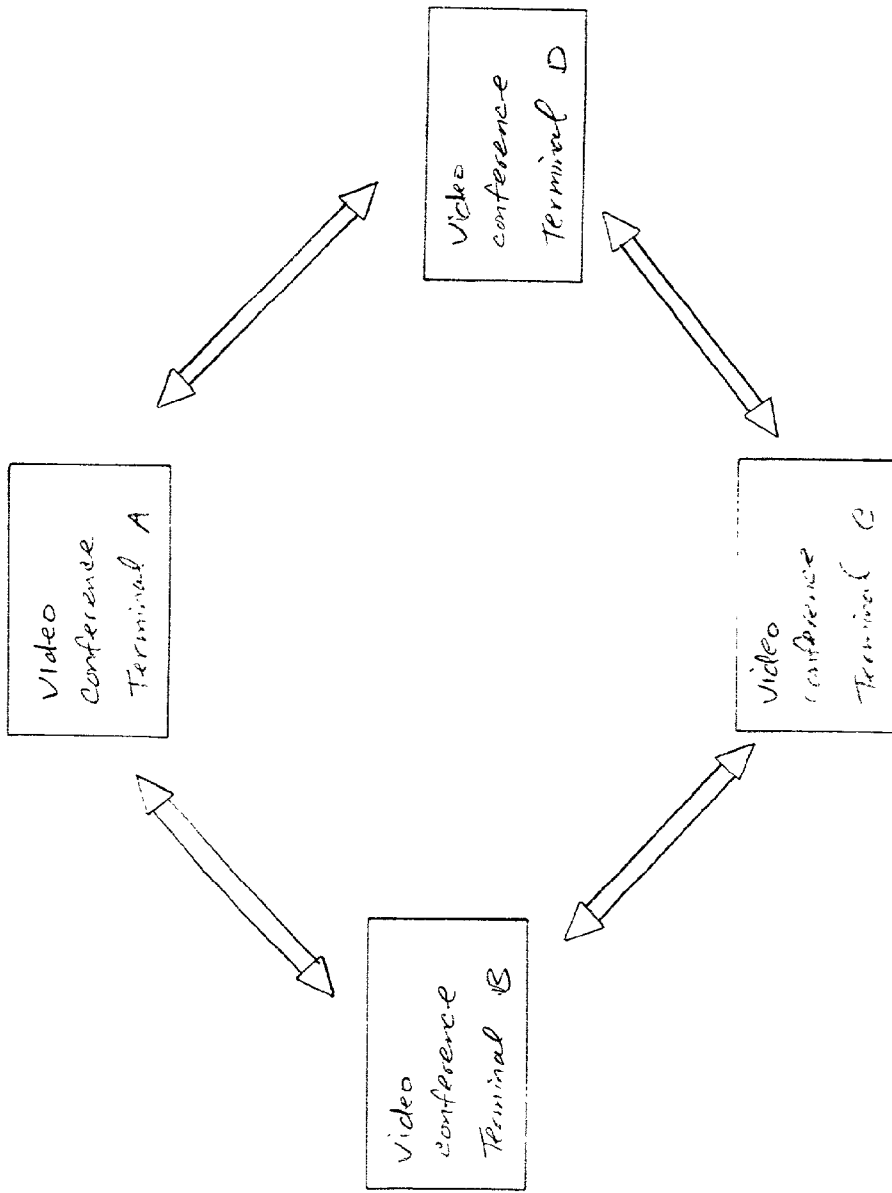 Video
Conference
Terminal A
Video
conference
Terminal B
Video
conference
Terminal D
Video
conference
Terminal C